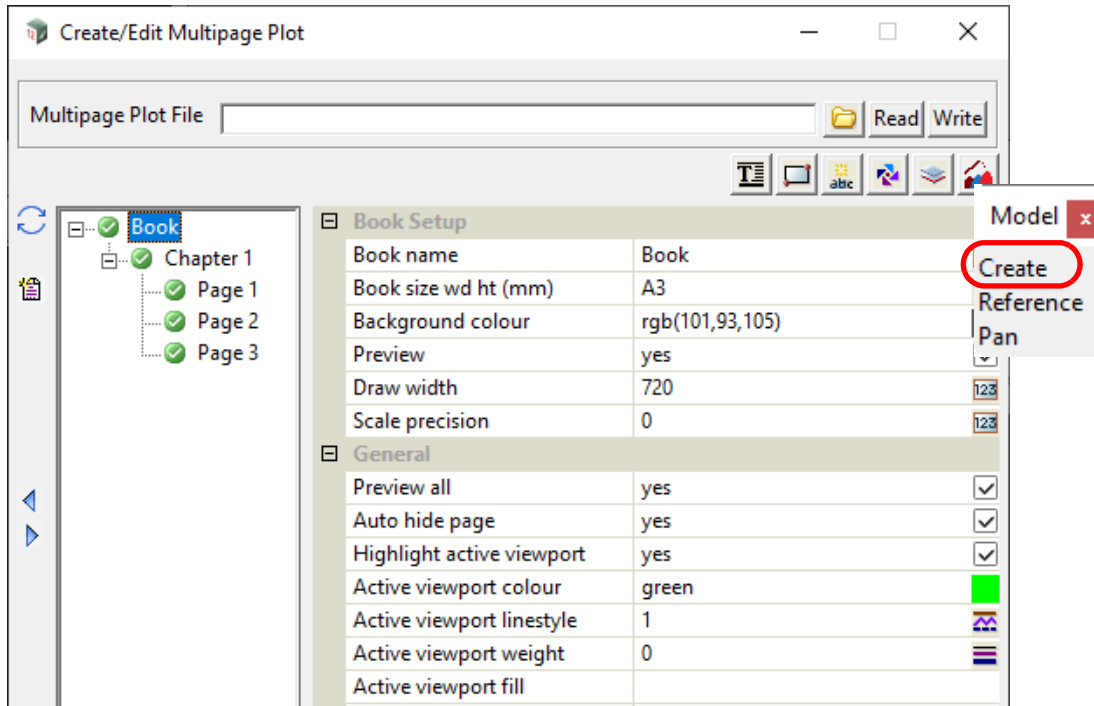 Create/Edit Multipage Plot
Multipage Plot File Read Write
T abc
Model x
Book
Chapter 1
Page 1
Page 2
Page 3
Book Setup
Book name Book
Book size wd ht (mm) A3
Background colour rgb(101,93,105)
Preview yes
Draw width 720 123
Scale precision 0 123
General
Preview all yes
Auto hide page yes
Highlight active viewport yes
Active viewport colour green
Active viewport linestyle 1
Active viewport weight 0
Active viewport fill
Create
Reference
Pan